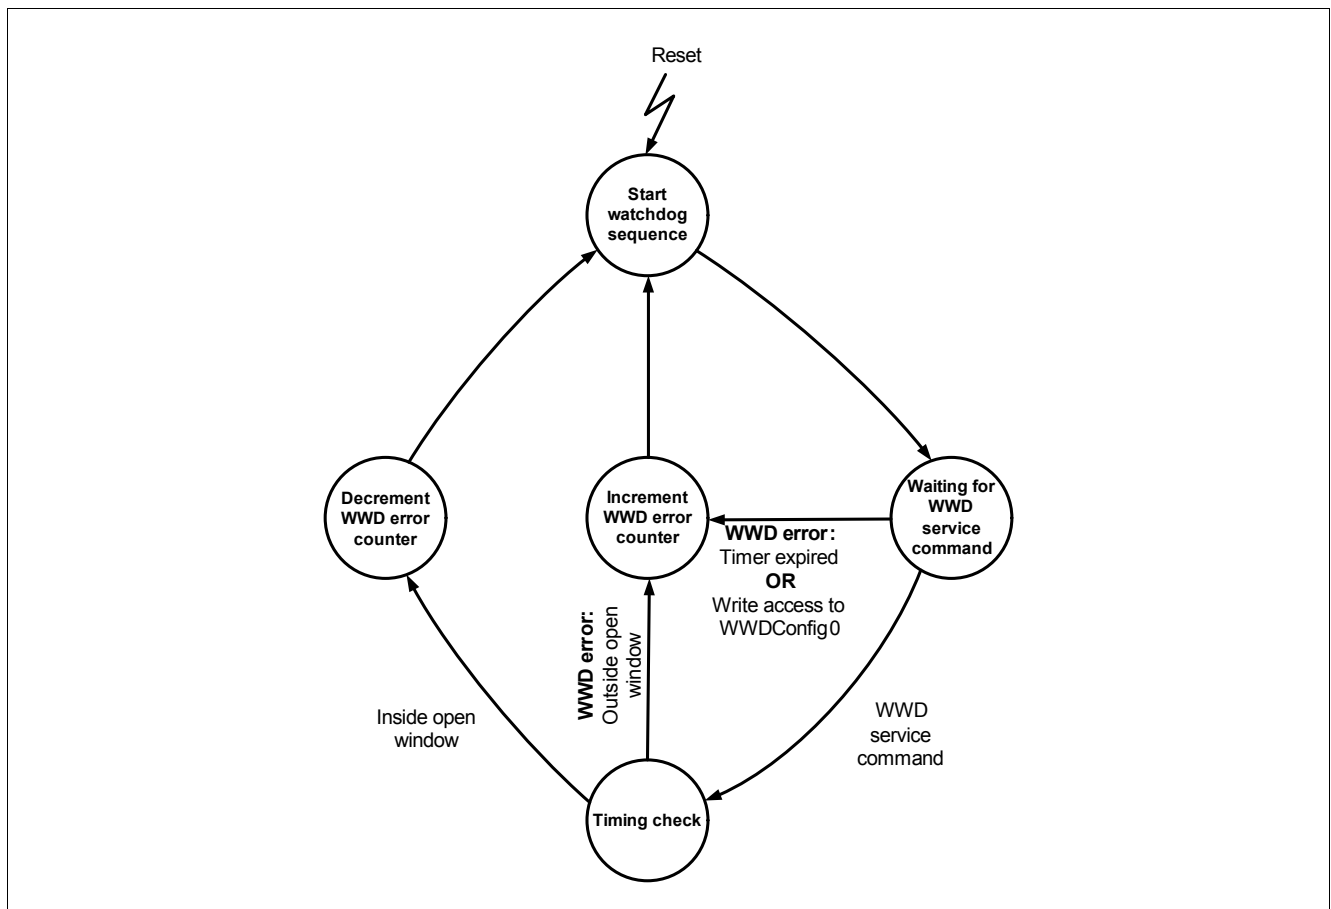 Reset
Start
watchdog
sequence
Decrement
WWD error
counter
Increment
WWD error
counter
Waiting for
WWD
service
command
WWD error:
Timer expired
OR
Write access to
WWDConfig0
WWD error:
Outside open
window
Inside open
window
WWD
service
command
Timing check